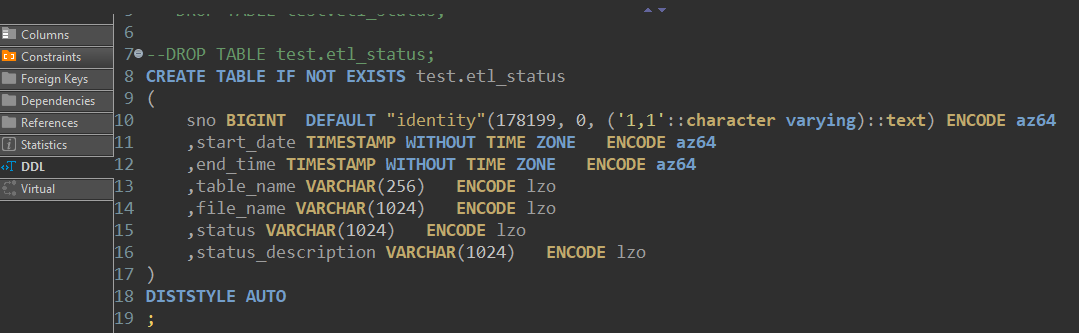 Columns
Constraints
Foreign Keys
Dependencies
References
Statistics
DDL
Virtual
5 --DROP TABLE test.etl_status;
6
7 --DROP TABLE test.etl_status;
8 CREATE TABLE IF NOT EXISTS test.etl_status
9 (
10 sno BIGINT  DEFAULT "identity"(178199, 0, ('1,1'::character varying)::text) ENCODE az64
11 ,start_date TIMESTAMP WITHOUT TIME ZONE   ENCODE az64
12 ,end_time TIMESTAMP WITHOUT TIME ZONE   ENCODE az64
13 ,table_name VARCHAR(256)   ENCODE lzo
14 ,file_name VARCHAR(1024)   ENCODE lzo
15 ,status VARCHAR(1024)   ENCODE lzo
16 ,status_description VARCHAR(1024)   ENCODE lzo
17 )
18 DISTSTYLE AUTO
19 ;